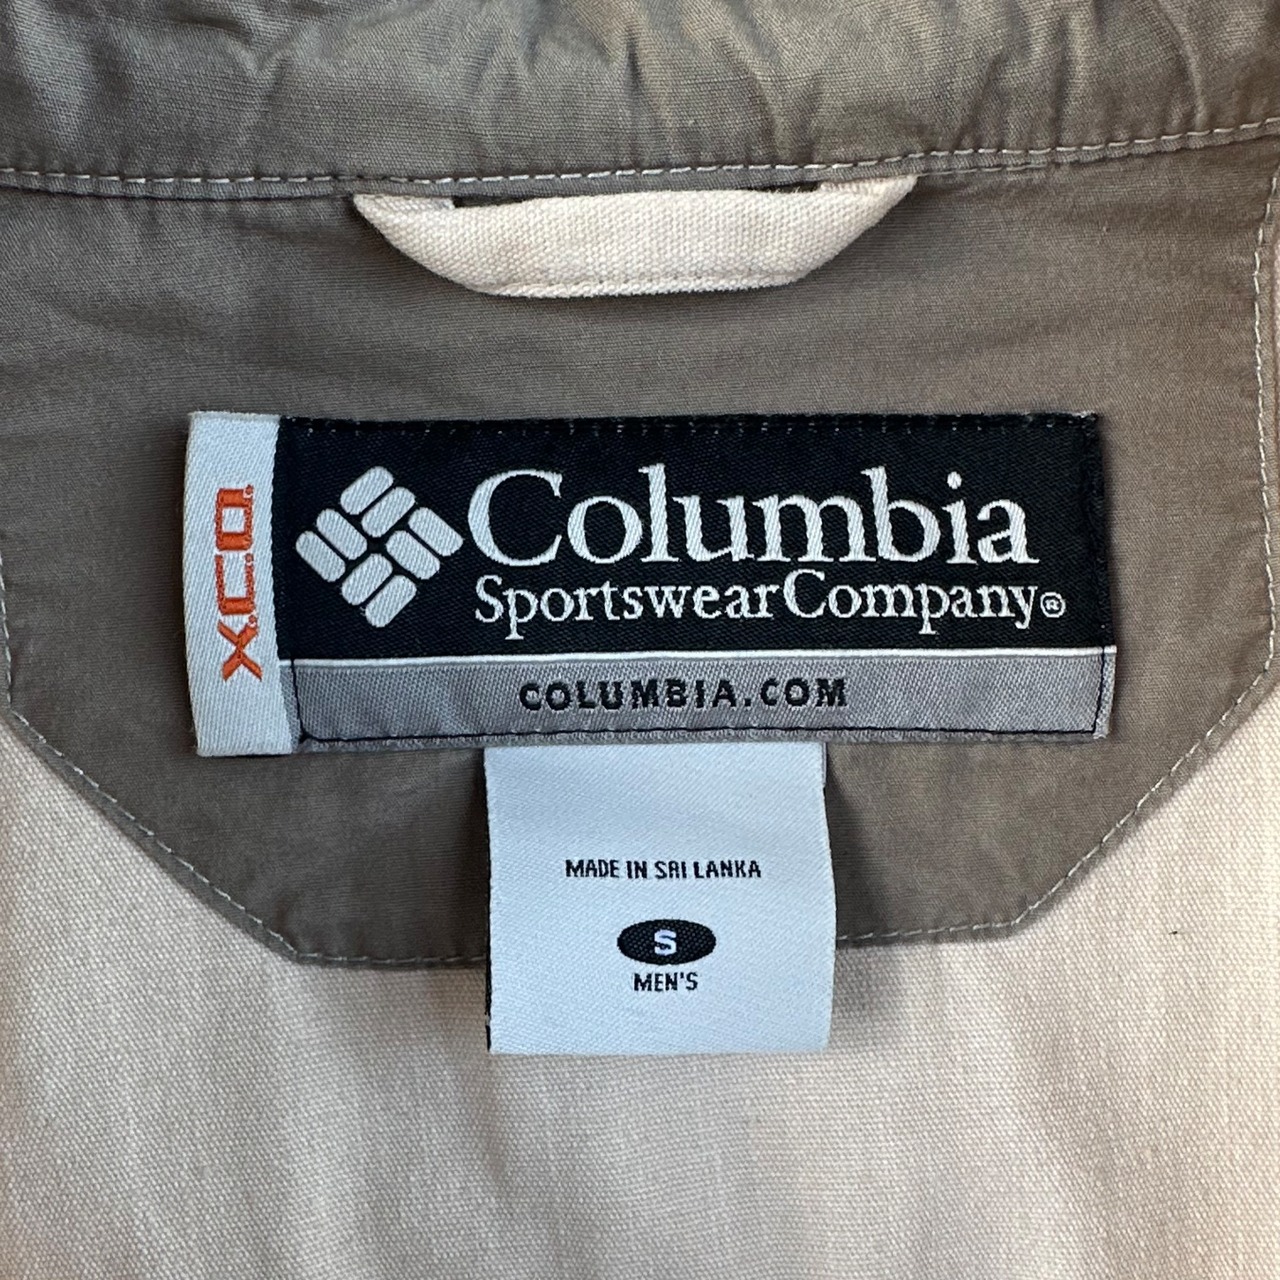 X.C.O.
Columbia
Sportswear Company®
COLUMBIA.COM
MADE IN SRI LANKA
S
MEN'S